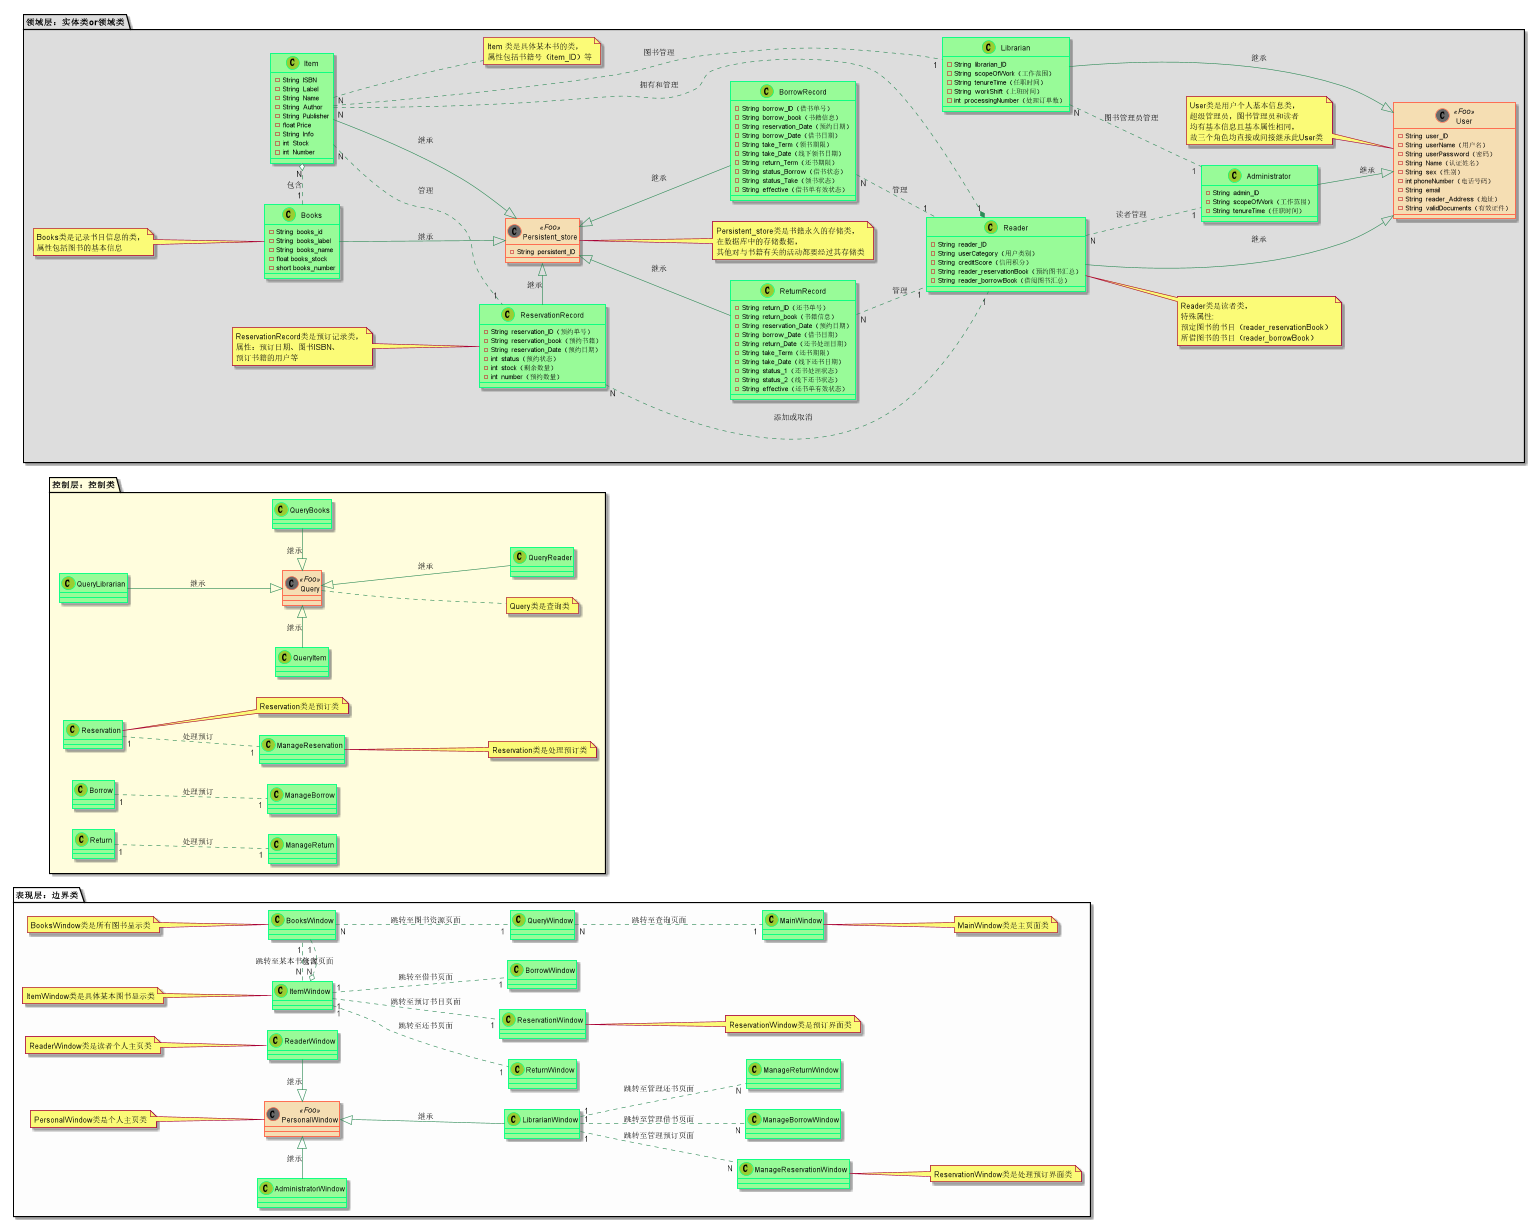 领域层：实体类or领域类
Item 类是具体某本书的类，
属性包括书籍号（item_ID）等
Item
String ISBN
String Label
String Name
String Author
String Publisher
float Price
String Info
int Stock
int Number
N
N
N
N
图书管理
拥有和管理
继承
管理
包含
N
1
Books
String books_id
String books_label
String books_name
float books_stock
short books_number
Books类是记录书目信息的类，
属性包括图书的基本信息
继承
«Foo»
Persistent_store
String persistent_ID
Persistent_store类是书籍永久的存储类，
在数据库中的存储数据，
其他对与书籍有关的活动都要经过其存储类
继承
1
ReservationRecord
String reservation_ID（预约单号）
String reservation_book（预约书籍）
String reservation_Date（预约日期）
int status（预约状态）
int stock（剩余数量）
int number（预约数量）
N
ReservationRecord类是预订记录类，
属性：预订日期、图书ISBN、
预订书籍的用户等
BorrowRecord
String borrow_ID（借书单号）
String borrow_book（书籍信息）
String reservation_Date（预约日期）
String borrow_Date（借书日期）
String take_Term（领书期限）
String take_Date（线下领书日期）
String return_Term（还书期限）
String status_Borrow（借书状态）
String status_Take（领书状态）
String effective（借书单有效状态）
继承
N
管理
1
ReturnRecord
String return_ID（还书单号）
String return_book（书籍信息）
String reservation_Date（预约日期）
String borrow_Date（借书日期）
String return_Date（还书处理日期）
String take_Term（还书期限）
String take_Date（线下还书日期）
String status_1（还书处理状态）
String status_2（线下还书状态）
String effective（还书单有效状态）
继承
N
管理
1
添加或取消
1
Librarian
String librarian_ID
String scopeOfWork（工作范围）
String tenureTime（任职时间）
String workShift（上班时间）
int processingNumber（处理订单数）
1
N
继承
图书管理员管理
1
Administrator
String admin_ID
String scopeOfWork（工作范围）
String tenureTime（任职时间）
1
继承
读者管理
N
1
Reader
String reader_ID
String userCategory（用户类别）
String creditScore（信用积分）
String reader_reservationBook（预约图书汇总）
String reader_borrowBook（借阅图书汇总）
继承
Reader类是读者类，
特殊属性:
预定图书的书目（reader_reservationBook）
所借图书的书目（reader_borrowBook）
User类是用户个人基本信息类，
超级管理员，图书管理员和读者
均有基本信息且基本属性相同，
故三个角色均直接或间接继承此User类
«Foo»
User
String user_ID
String userName（用户名）
String userPassword（密码）
String Name（认证姓名）
String sex（性别）
int phoneNumber（电话号码）
String email
String reader_Address（地址）
String validDocuments（有效证件）
控制层：控制类
QueryBooks
继承
QueryLibrarian
继承
«Foo»
Query
继承
QueryReader
Query类是查询类
继承
QueryItem
Reservation
Reservation类是预订类
1
处理预订
1
ManageReservation
Reservation类是处理预订类
Borrow
1
处理预订
1
ManageBorrow
Return
1
处理预订
1
ManageReturn
表现层：边界类
BooksWindow类是所有图书显示类
BooksWindow
N
跳转至图书资源页面
1
QueryWindow
N
跳转至查询页面
1
MainWindow
MainWindow类是主页面类
1
1
N
N
ItemWindow类是具体某本图书显示类
ItemWindow
1
1
1
跳转至借书页面
1
BorrowWindow
跳转至预订书目页面
1
ReservationWindow
ReservationWindow类是预订界面类
跳转至还书页面
1
ReturnWindow
ReaderWindow类是读者个人主页类
ReaderWindow
继承
PersonalWindow类是个人主页类
«Foo»
PersonalWindow
继承
LibrarianWindow
1
1
1
跳转至管理还书页面
N
ManageReturnWindow
跳转至管理借书页面
N
ManageBorrowWindow
跳转至管理预订页面
N
ManageReservationWindow
ReservationWindow类是处理预订界面类
继承
AdministratorWindow